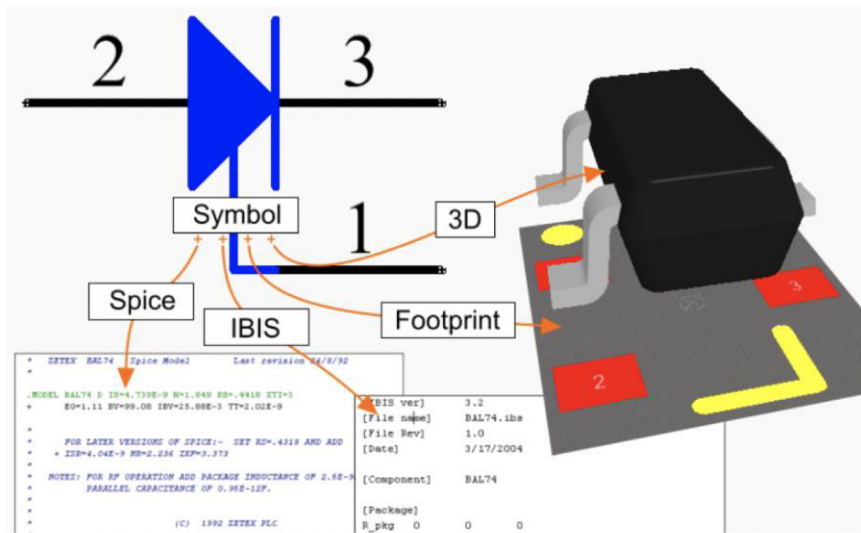 2
3
Symbol
1
3D
Spice
IBIS
Footprint
3
2
* ZETEX BAL74 Spice Model Last revision 24/8/92
*
.MODEL BAL74 D IS=4.739E-9 N=1.849 RS=.4418 XTI=3
+ EG=1.11 BV=99.08 IBV=25.88E-3 TT=2.02E-9
*
* FOR LATER VERSIONS OF SPICE:- SET RS=.4318 AND ADD
* + ISR=4.04E-9 NR=2.236 IKF=3.373
*
* NOTES: FOR RF OPERATION ADD PACKAGE INDUCTANCE OF 2.5E-9
* PARALLEL CAPACITANCE OF 0.95E-12F.
*
*
* (C) 1992 ZETEX PLC
[IBIS ver] 3.2
[File name] BAL74.ibs
[File Rev] 1.0
[Date] 3/17/2004
[Component] BAL74
[Package]
R_pkg 0 0 0